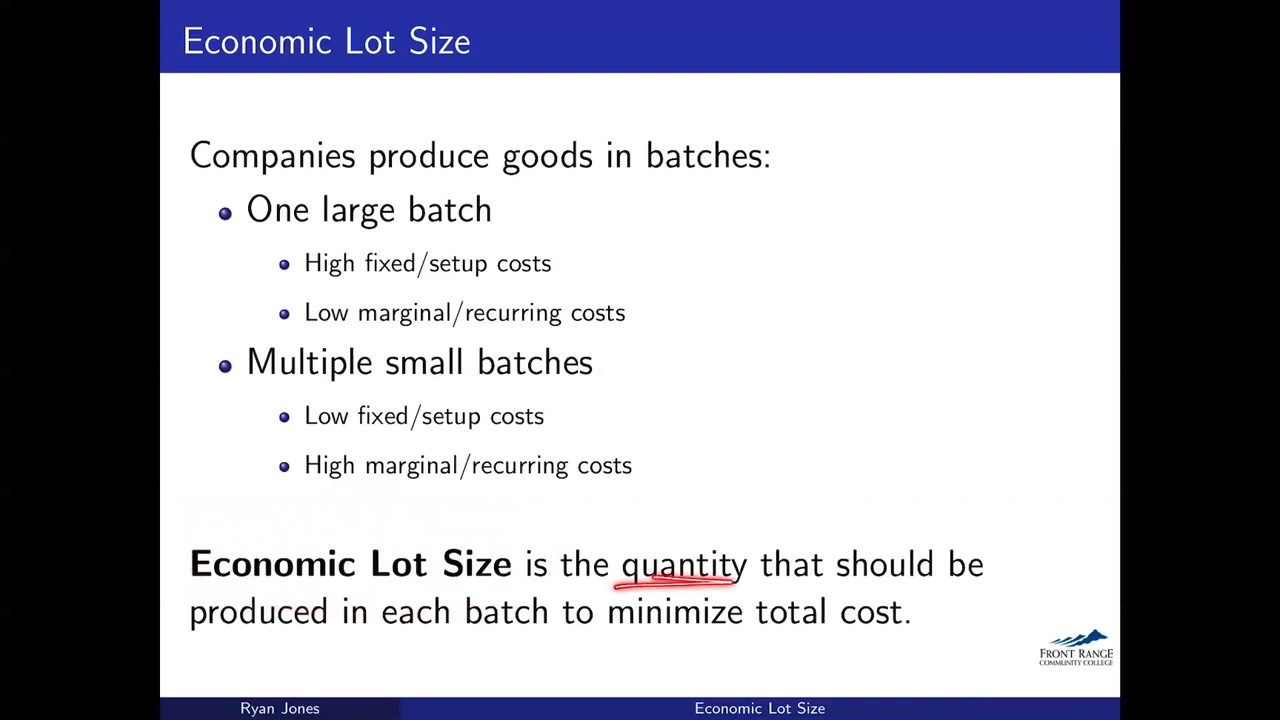 Economic Lot Size
Companies produce goods in batches:
One large batch
High fixed/setup costs
Low marginal/recurring costs
Multiple small batches
Low fixed/setup costs
High marginal/recurring costs
Economic Lot Size is the quantity that should be
produced in each batch to minimize total cost.
FRONT RANGE
COMMUNITY COLLEGE
Ryan Jones
Economic Lot Size